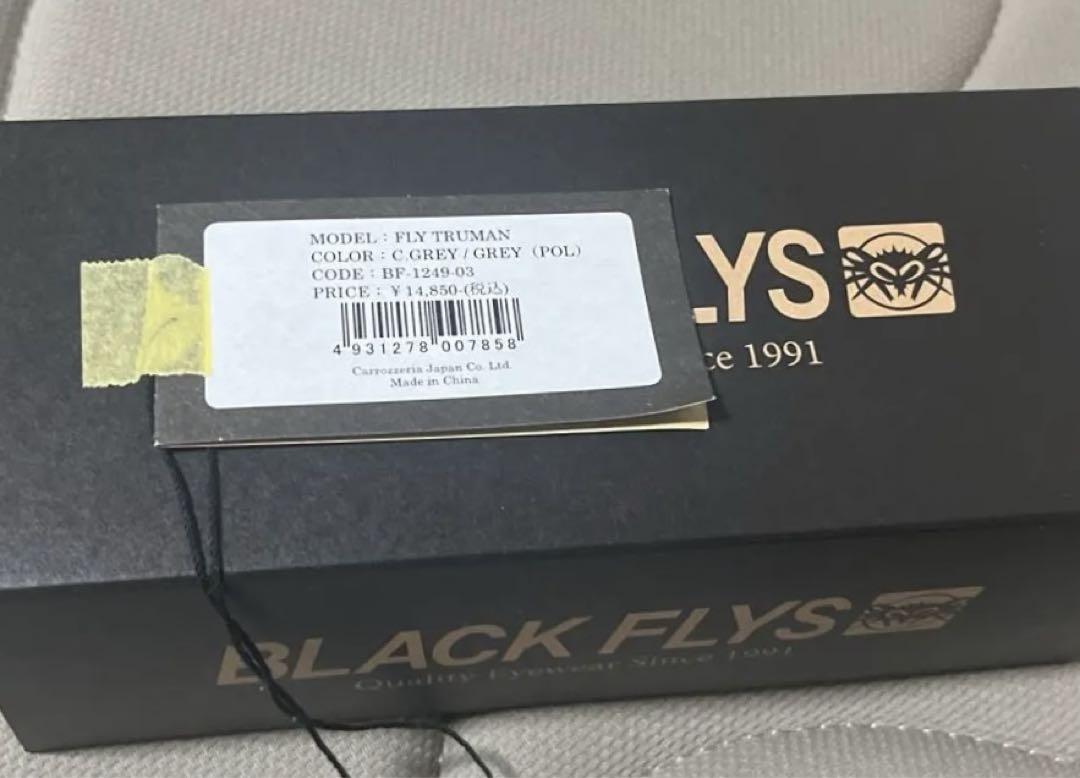 MODEL : FLY TRUMAN
COLOR : C.GREY / GREY (POL)
CODE : BF-1249-03
PRICE : ¥14,850-(税込)
4 931278 007858
Carrozzeria Japan Co. Ltd.
Made in China
LYS
ce 1991
BLACK FLYS
Quality Eyewear Since 1991